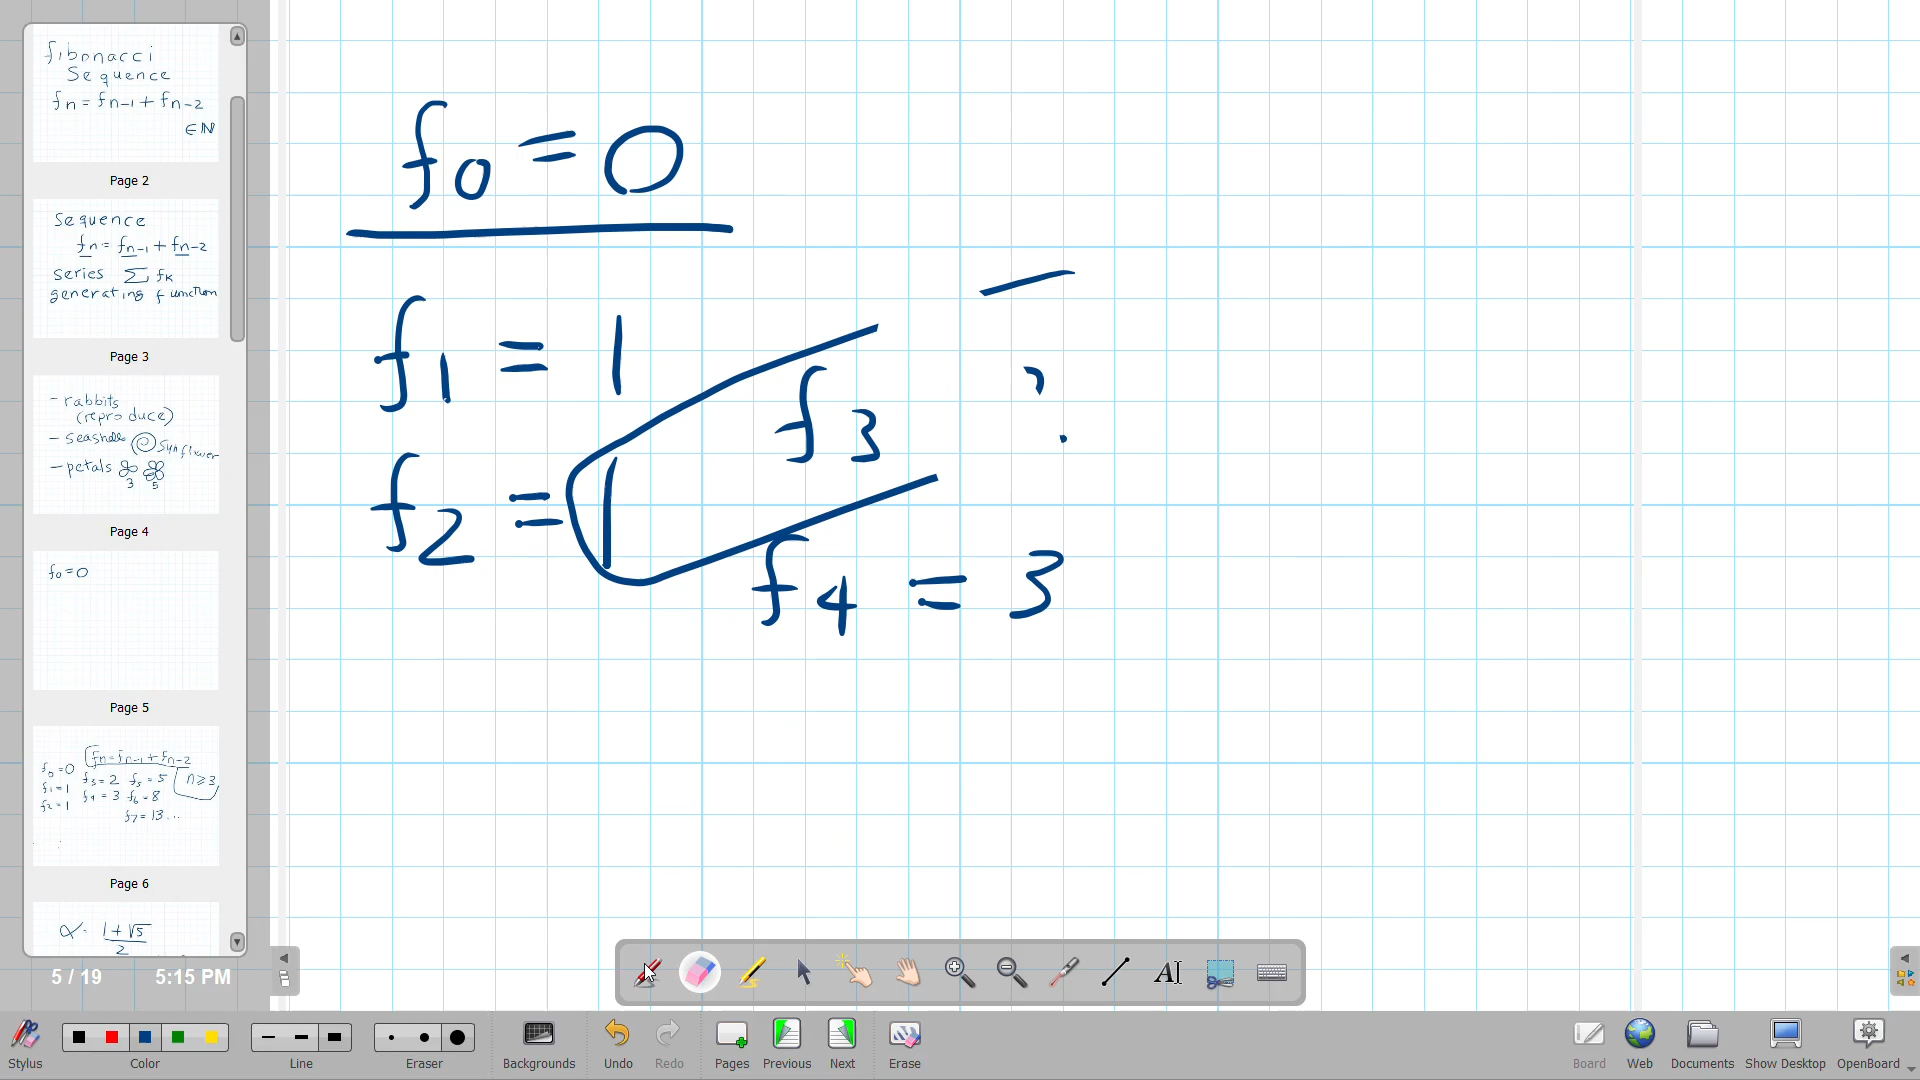 fibonacci
Sequence
fn = fn-1 + fn-2
∈ ℕ
Page 2
Sequence
fn = fn-1 + fn-2
series ∑ fk
generating function
Page 3
- rabbits
(reproduce)
- seashells sunflower
- petals
3 5
Page 4
f0 = 0
Page 5
fn = fn-1 + fn-2
f0 = 0 f3 = 2 f5 = 5 n ≥ 3
f1 = 1 f4 = 3 f6 = 8
f2 = 1 f7 = 13 ...
Page 6
α = 1 + √5
2
5 / 19 5:15 PM
f0 = 0
f1 = 1
f3
f2 = 1
f4 = 3
AI
Stylus Color Line Eraser Backgrounds Undo Redo Pages Previous Next Erase Board Web Documents Show Desktop OpenBoard